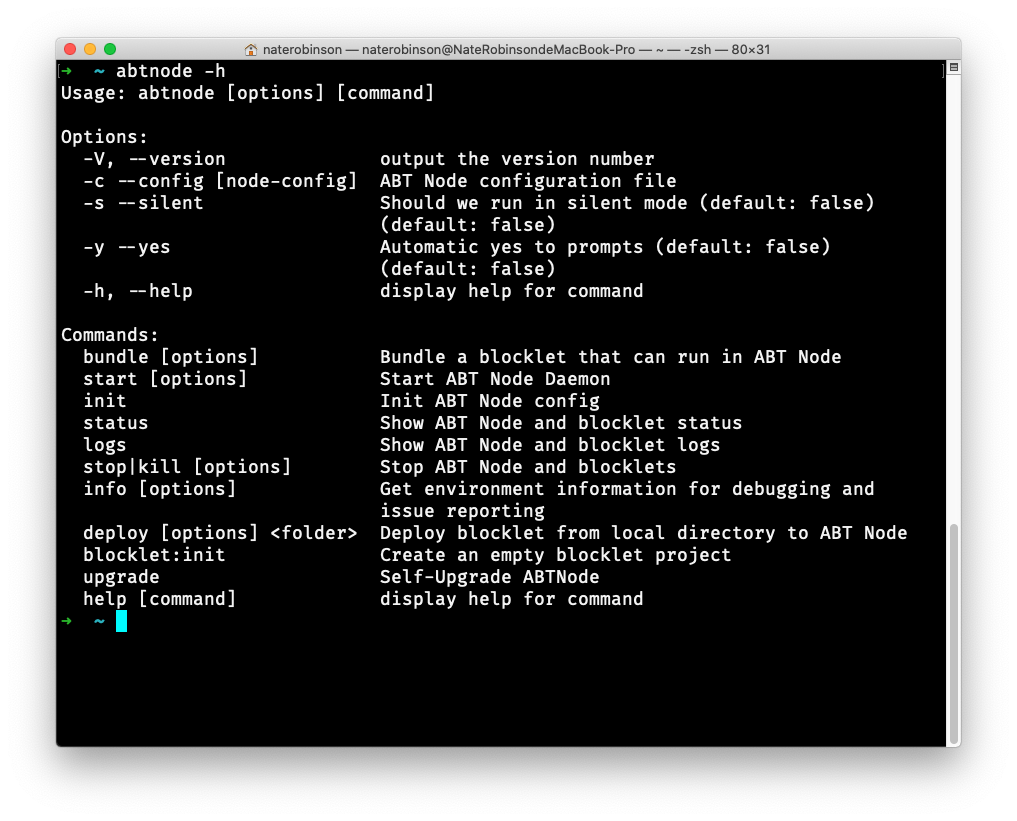 naterobinson — naterobinson@NateRobinsondeMacBook-Pro — ~ — -zsh — 80×31
[➜  ~ abtnode -h ]
Usage: abtnode [options] [command]

Options:
  -V, --version              output the version number
  -c --config [node-config]  ABT Node configuration file
  -s --silent                Should we run in silent mode (default: false)
                             (default: false)
  -y --yes                   Automatic yes to prompts (default: false)
                             (default: false)
  -h, --help                 display help for command

Commands:
  bundle [options]           Bundle a blocklet that can run in ABT Node
  start [options]            Start ABT Node Daemon
  init                       Init ABT Node config
  status                     Show ABT Node and blocklet status
  logs                       Show ABT Node and blocklet logs
  stop|kill [options]        Stop ABT Node and blocklets
  info [options]             Get environment information for debugging and
                             issue reporting
  deploy [options] <folder>  Deploy blocklet from local directory to ABT Node
  blocklet:init              Create an empty blocklet project
  upgrade                    Self-Upgrade ABTNode
  help [command]             display help for command
➜  ~